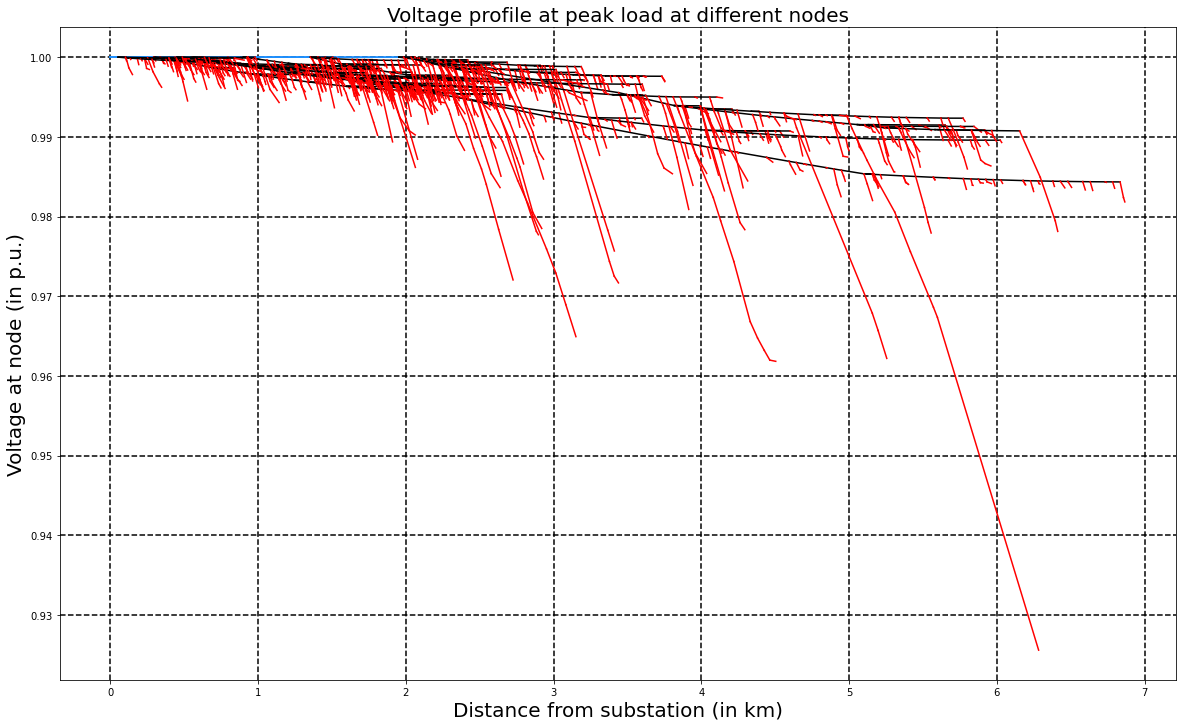 Voltage profile at peak load at different nodes
Voltage at node (in p.u.)
1.00
0.99
0.98
0.97
0.96
0.95
0.94
0.93
0 1 2 3 4 5 6 7
Distance from substation (in km)